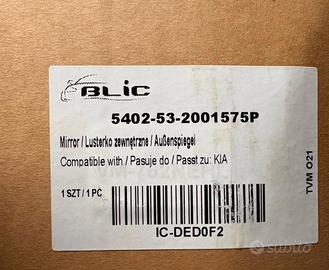 BLIC
5402-53-2001575P
Mirror / Lusterko zewnętrzne / Außenspiegel
Compatible with / Pasuje do / Passt zu: KIA
1 SZT / 1 PC
IC-DED0F2
TVM O21
subito